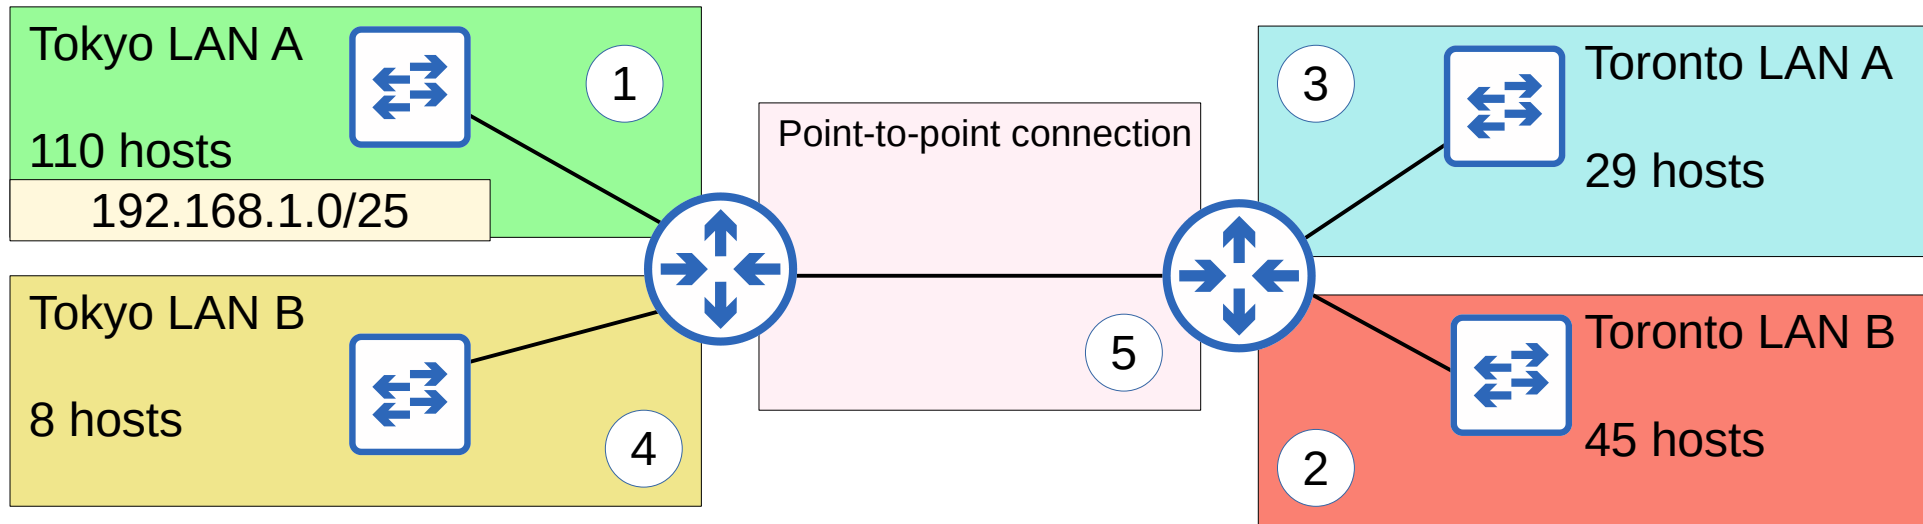 Tokyo LAN A
1
110 hosts
192.168.1.0/25
Tokyo LAN B
8 hosts
4
Point-to-point connection
5
3
Toronto LAN A
29 hosts
Toronto LAN B
45 hosts
2